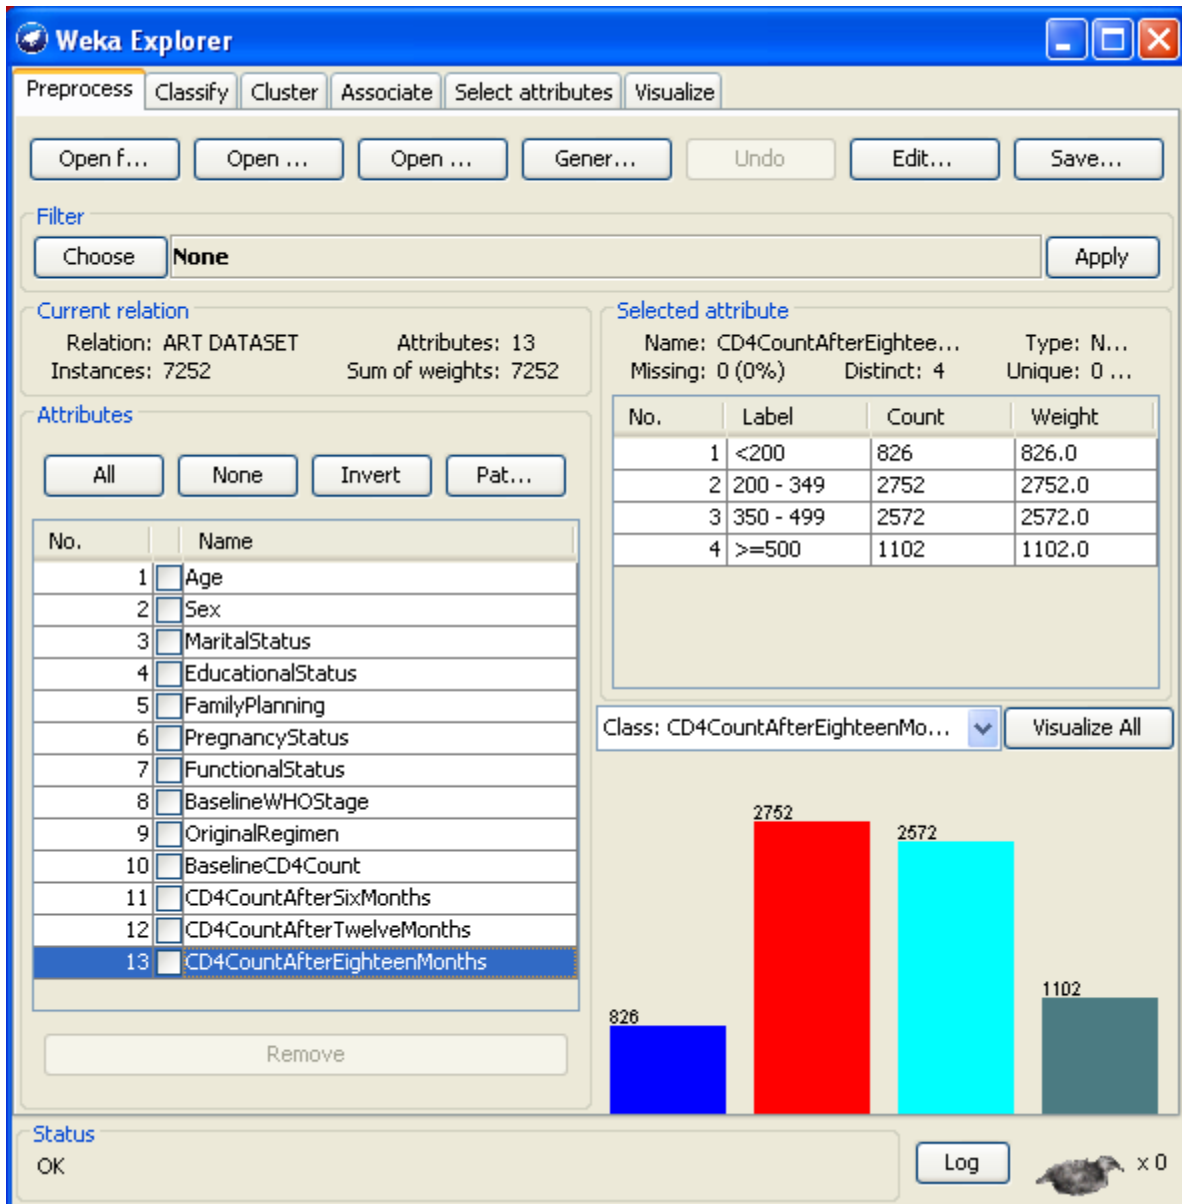 Weka Explorer
Preprocess Classify Cluster Associate Select attributes Visualize
Open f... Open ... Open ... Gener... Undo Edit... Save...
Filter
Choose None Apply
Current relation
Relation: ART DATASET Attributes: 13
Instances: 7252 Sum of weights: 7252
Selected attribute
Name: CD4CountAfterEightee... Type: N...
Missing: 0 (0%) Distinct: 4 Unique: 0 ...
Attributes
All None Invert Pat...
No. Name
1 Age
2 Sex
3 MaritalStatus
4 EducationalStatus
5 FamilyPlanning
6 PregnancyStatus
7 FunctionalStatus
8 BaselineWHOStage
9 OriginalRegimen
10 BaselineCD4Count
11 CD4CountAfterSixMonths
12 CD4CountAfterTwelveMonths
13 CD4CountAfterEighteenMonths
Remove
No. Label Count Weight
1 <200 826 826.0
2 200 - 349 2752 2752.0
3 350 - 499 2572 2572.0
4 >=500 1102 1102.0
Class: CD4CountAfterEighteenMo... Visualize All
2752
2572
1102
826
Status
OK
Log x 0